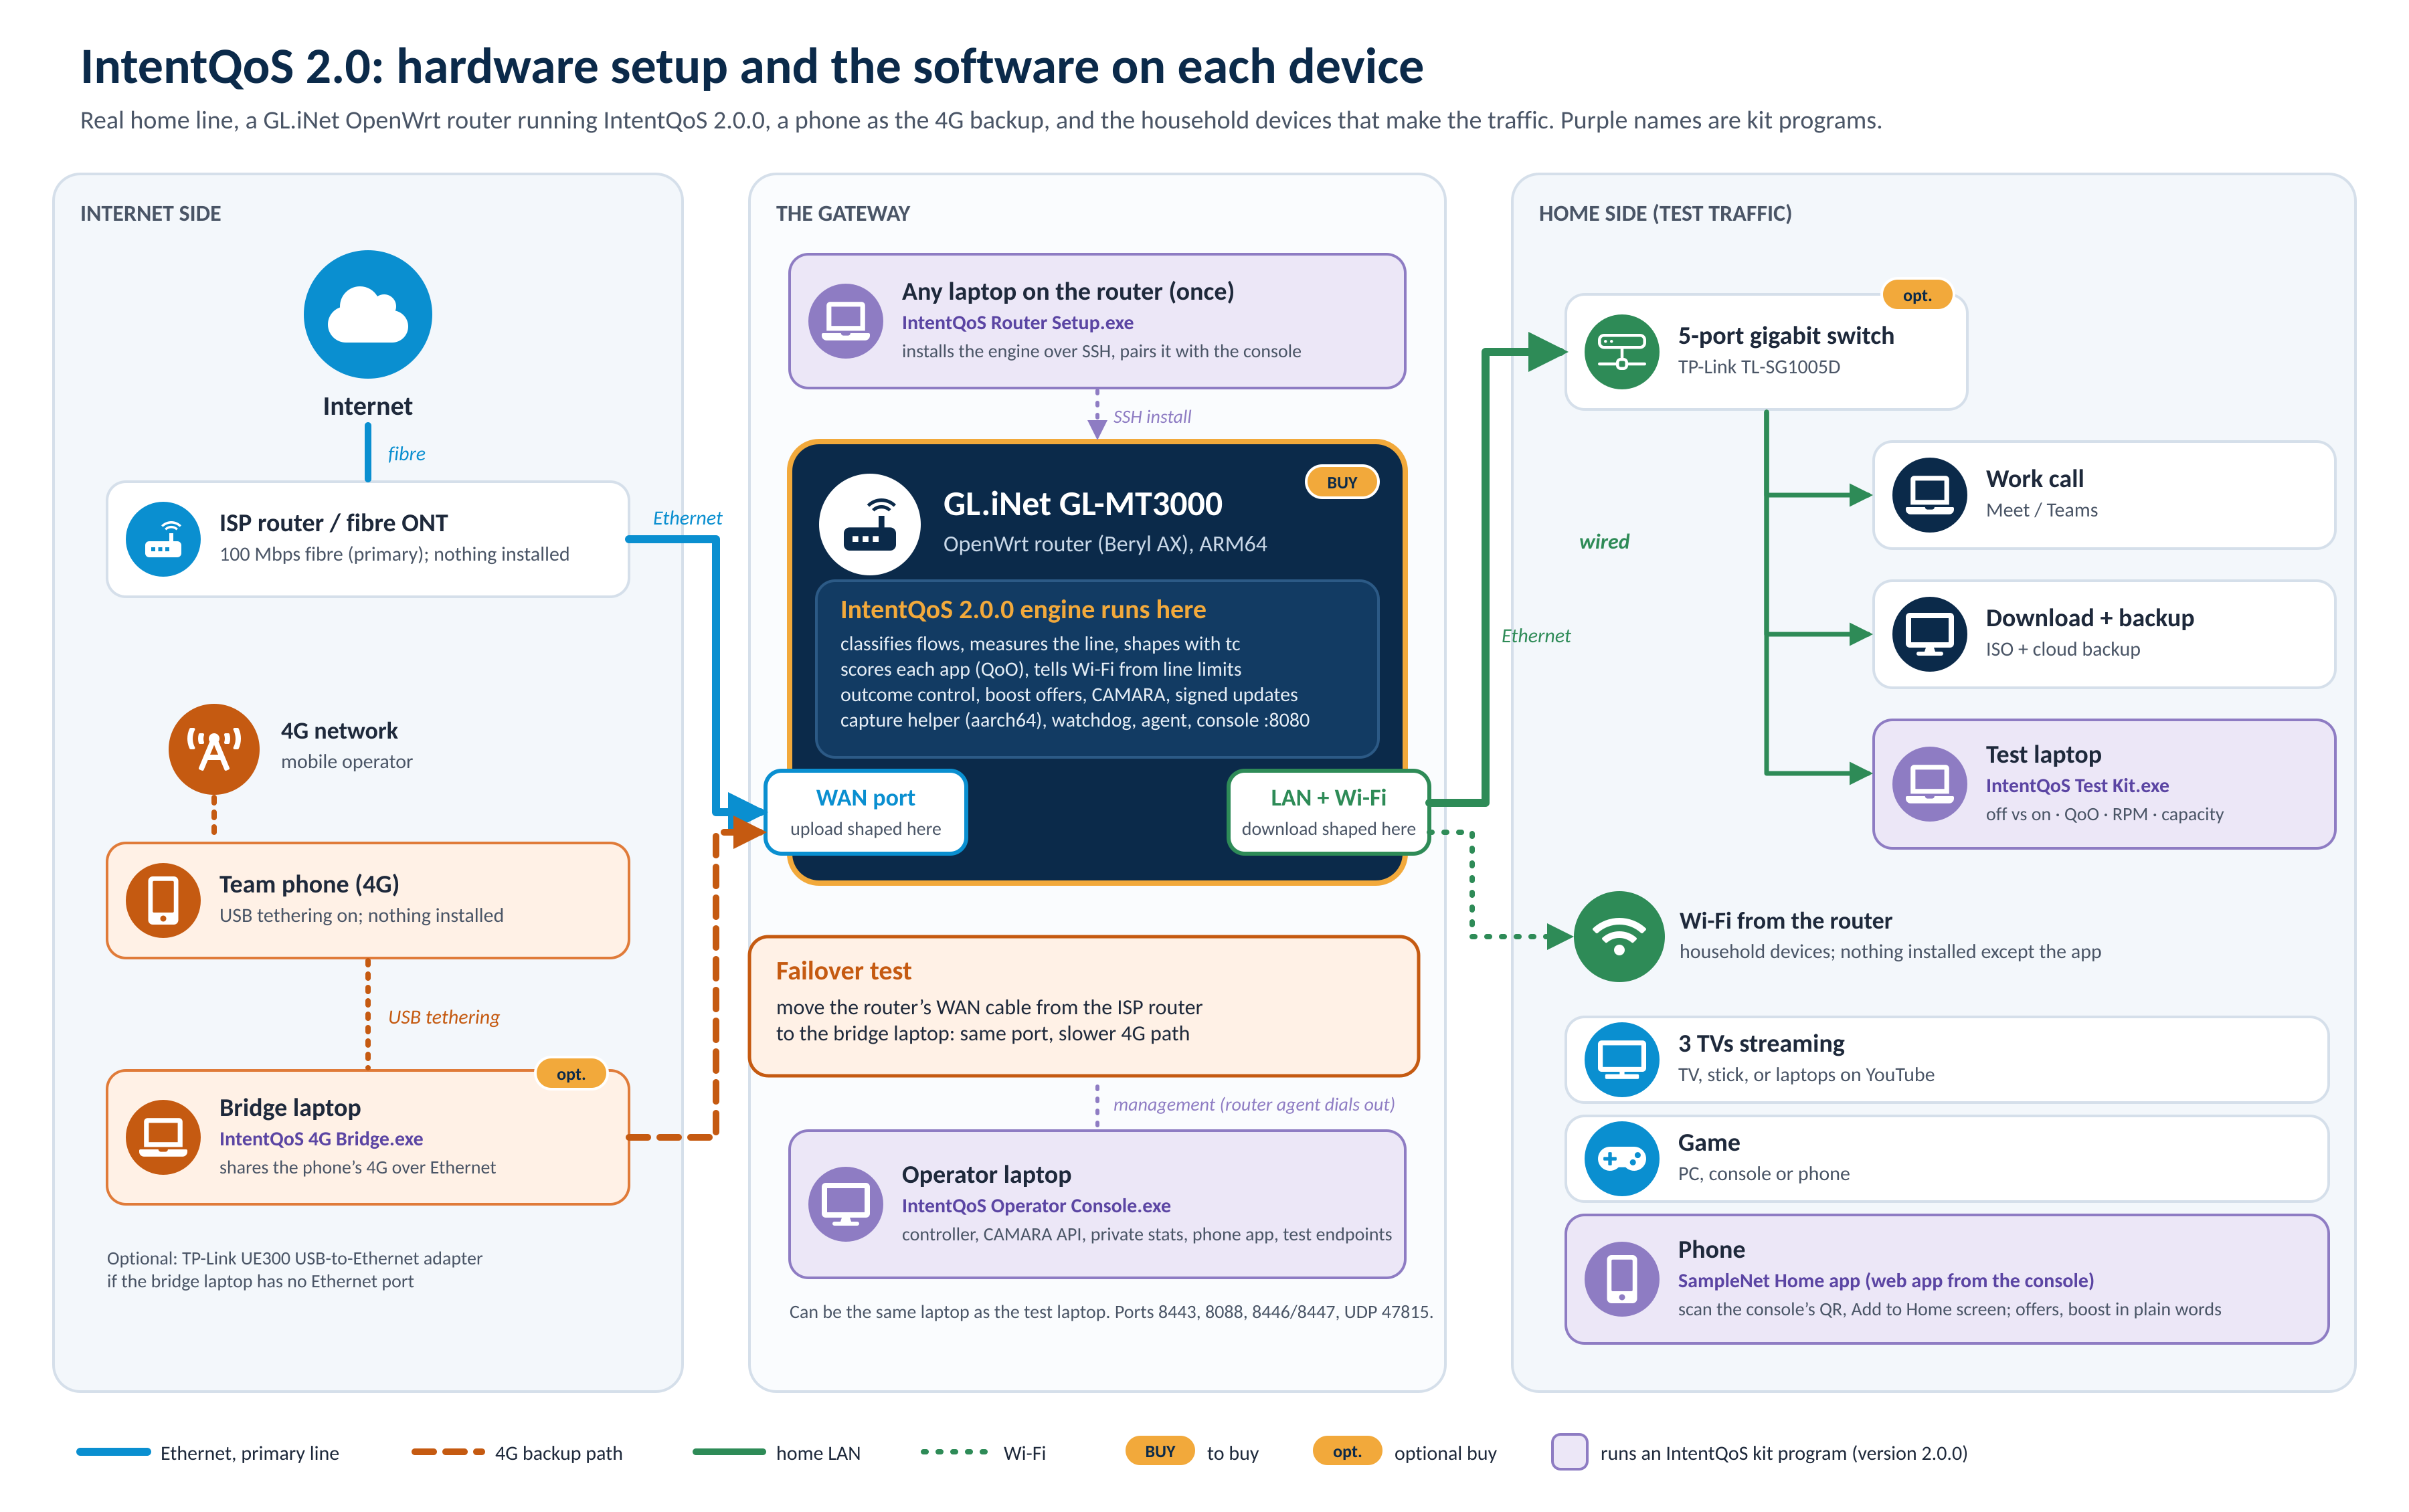 IntentQoS 2.0: hardware setup and the software on each device
Real home line, a GL.iNet OpenWrt router running IntentQoS 2.0.0, a phone as the 4G backup, and the household devices that make the traffic. Purple names are kit programs.
INTERNET SIDE
Internet
fibre
ISP router / fibre ONT
100 Mbps fibre (primary); nothing installed
Ethernet
4G network
mobile operator
Team phone (4G)
USB tethering on; nothing installed
USB tethering
opt.
Bridge laptop
IntentQoS 4G Bridge.exe
shares the phone’s 4G over Ethernet
Optional: TP-Link UE300 USB-to-Ethernet adapter
if the bridge laptop has no Ethernet port
THE GATEWAY
Any laptop on the router (once)
IntentQoS Router Setup.exe
installs the engine over SSH, pairs it with the console
SSH install
BUY
GL.iNet GL-MT3000
OpenWrt router (Beryl AX), ARM64
IntentQoS 2.0.0 engine runs here
classifies flows, measures the line, shapes with tc
scores each app (QoO), tells Wi-Fi from line limits
outcome control, boost offers, CAMARA, signed updates
capture helper (aarch64), watchdog, agent, console :8080
WAN port
upload shaped here
LAN + Wi-Fi
download shaped here
Failover test
move the router’s WAN cable from the ISP router
to the bridge laptop: same port, slower 4G path
management (router agent dials out)
Operator laptop
IntentQoS Operator Console.exe
controller, CAMARA API, private stats, phone app, test endpoints
Can be the same laptop as the test laptop. Ports 8443, 8088, 8446/8447, UDP 47815.
HOME SIDE (TEST TRAFFIC)
opt.
5-port gigabit switch
TP-Link TL-SG1005D
wired
Ethernet
Work call
Meet / Teams
Download + backup
ISO + cloud backup
Test laptop
IntentQoS Test Kit.exe
off vs on · QoO · RPM · capacity
Wi-Fi from the router
household devices; nothing installed except the app
3 TVs streaming
TV, stick, or laptops on YouTube
Game
PC, console or phone
Phone
SampleNet Home app (web app from the console)
scan the console’s QR, Add to Home screen; offers, boost in plain words
Ethernet, primary line
4G backup path
home LAN
Wi-Fi
BUY to buy
opt. optional buy
runs an IntentQoS kit program (version 2.0.0)